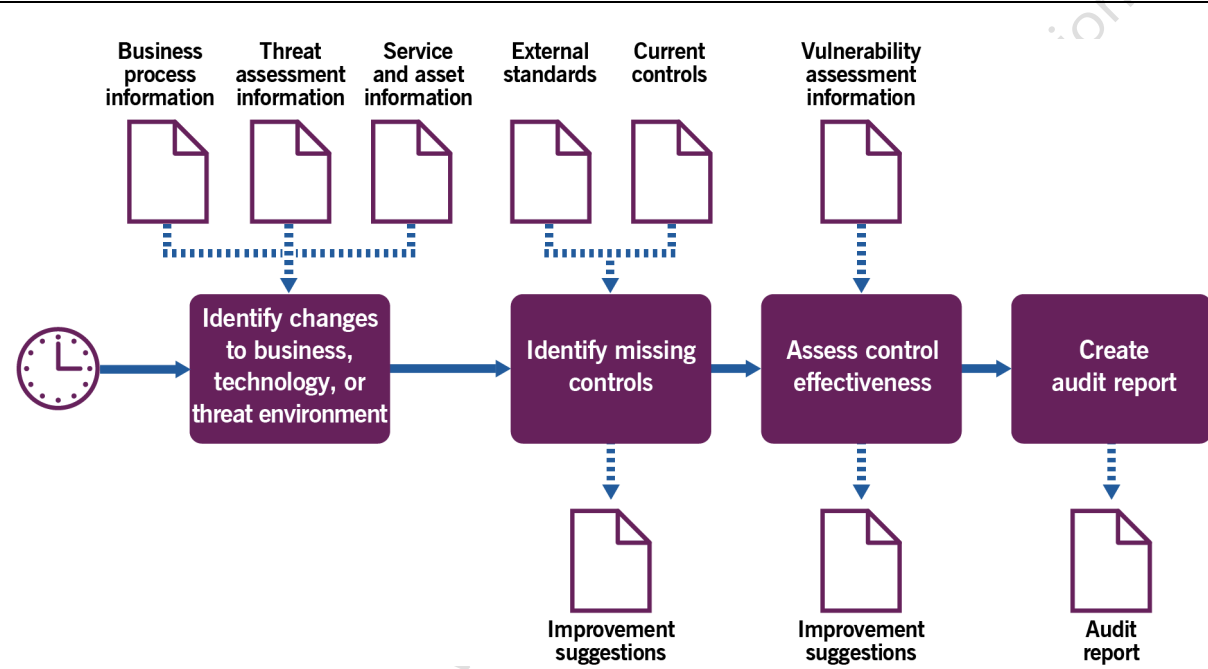 Business
process
information
Threat
assessment
information
Service
and asset
information
External
standards
Current
controls
Vulnerability
assessment
information
Identify changes
to business,
technology, or
threat environment
Identify missing
controls
Assess control
effectiveness
Create
audit report
Improvement
suggestions
Improvement
suggestions
Audit
report